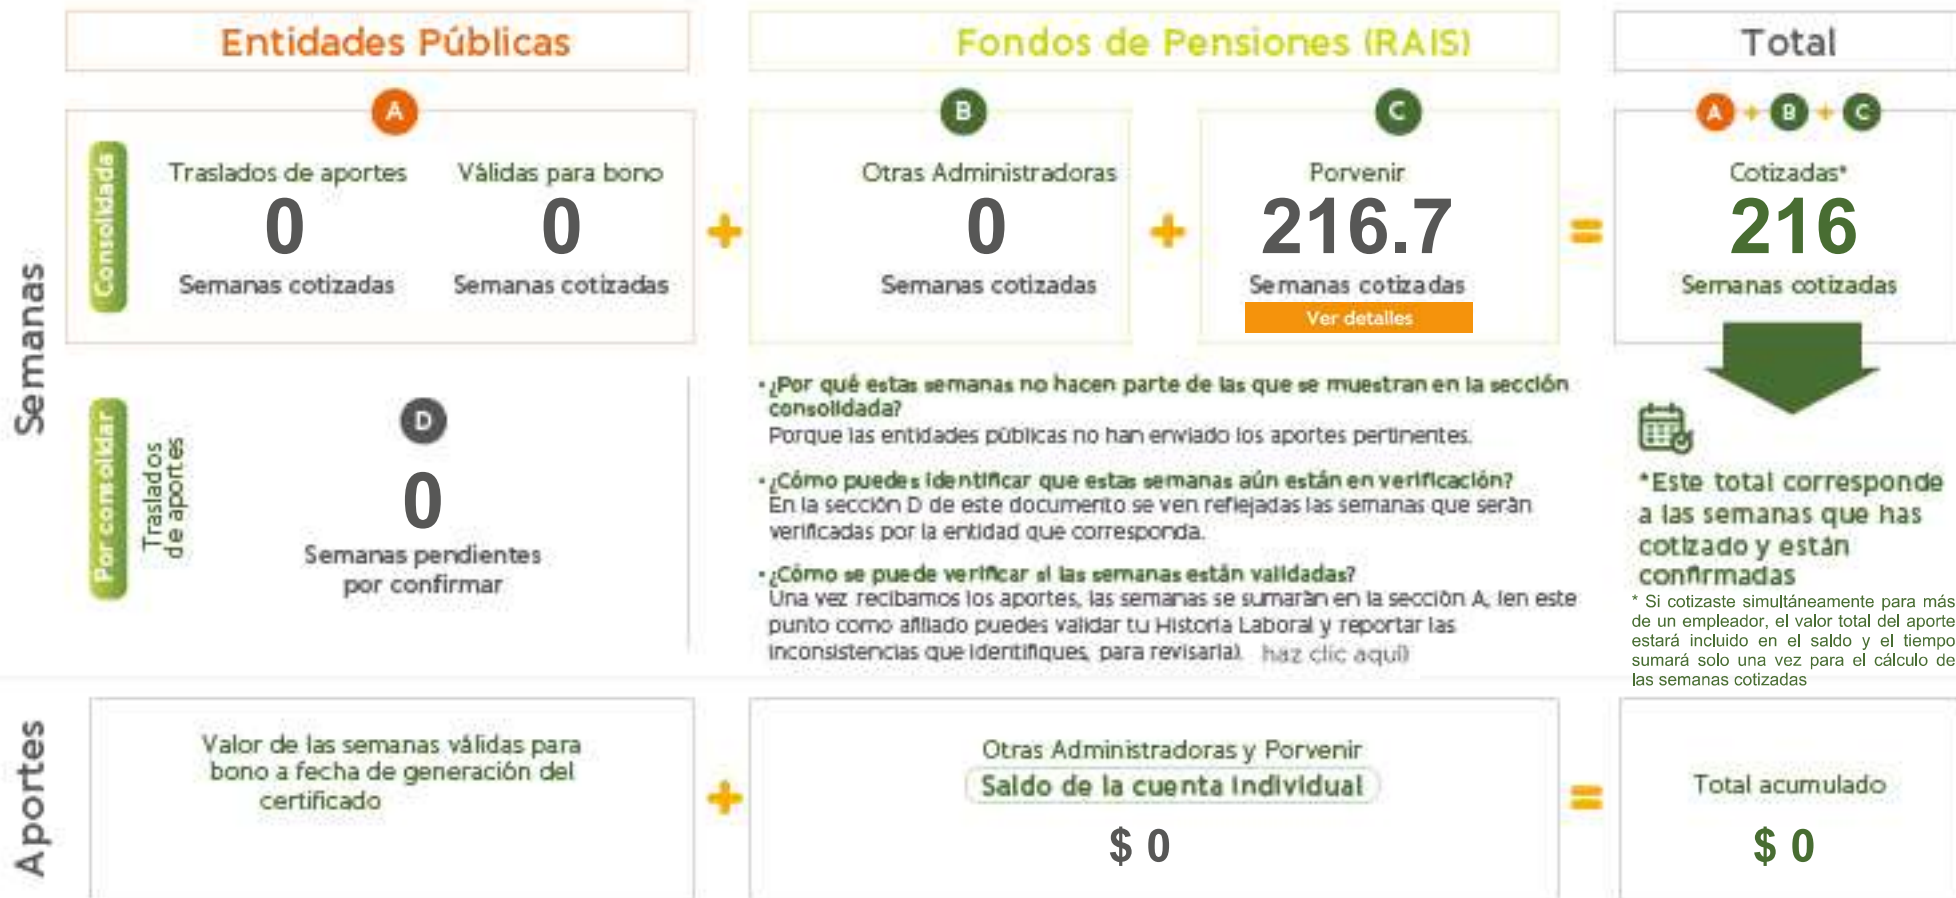 Entidades Públicas
Fondos de Pensiones (RAIS)
Total
Semanas
Consolidada
A
Traslados de aportes
0
Semanas cotizadas
Válidas para bono
0
Semanas cotizadas
+
B
Otras Administradoras
0
Semanas cotizadas
+
C
Porvenir
216.7
Semanas cotizadas
Ver detalles
=
A + B + C
Cotizadas*
216
Semanas cotizadas
Por consolidar
Traslados
de aportes
D
0
Semanas pendientes
por confirmar
• ¿Por qué estas semanas no hacen parte de las que se muestran en la sección
consolidada?
Porque las entidades públicas no han enviado los aportes pertinentes.
• ¿Cómo puedes identificar que estas semanas aún están en verificación?
En la sección D de este documento se ven reflejadas las semanas que serán
verificadas por la entidad que corresponda.
• ¿Cómo se puede verificar si las semanas están validadas?
Una vez recibamos los aportes, las semanas se sumarán en la sección A, (en este
punto como afiliado puedes validar tu Historia Laboral y reportar las
inconsistencias que identifiques, para revisarla). haz clic aquí)
*Este total corresponde
a las semanas que has
cotizado y están
confirmadas
* Si cotizaste simultáneamente para más
de un empleador, el valor total del aporte
estará incluido en el saldo y el tiempo
sumará solo una vez para el cálculo de
las semanas cotizadas
Aportes
Valor de las semanas válidas para
bono a fecha de generación del
certificado
+
Otras Administradoras y Porvenir
Saldo de la cuenta individual
$ 0
=
Total acumulado
$ 0